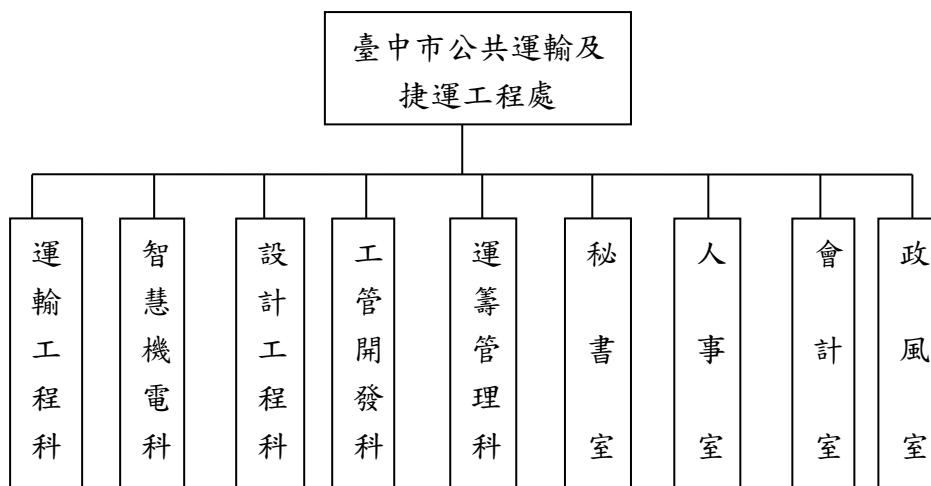 臺中市公共運輸及
捷運工程處
運輸工程科
智慧機電科
設計工程科
工管開發科
運籌管理科
秘書室
人事室
會計室
政風室